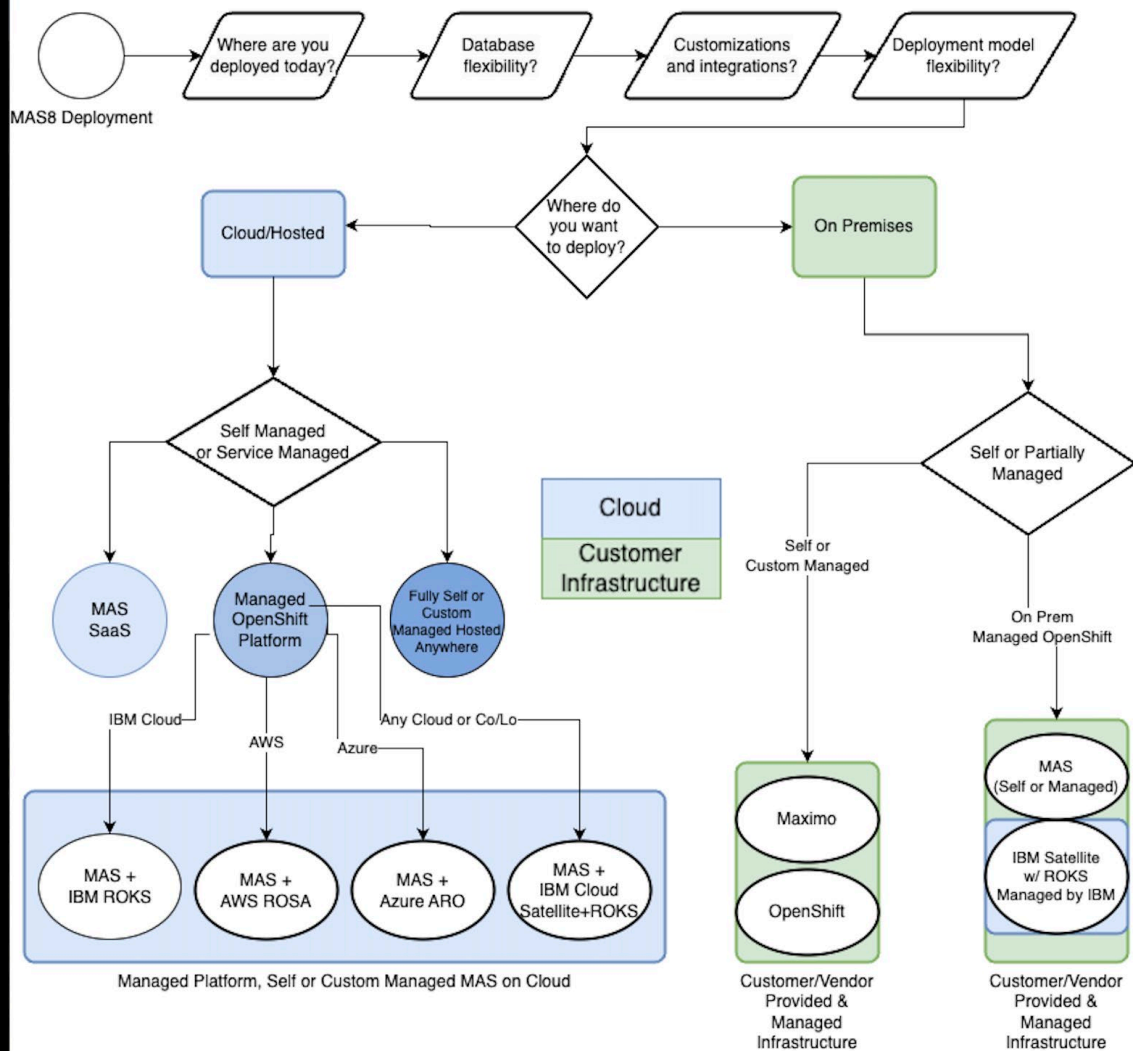 Where are you
deployed today?
Database
flexibility?
Customizations
and integrations?
Deployment model
flexibility?
MAS8 Deployment
Where do
you want
to deploy?
Cloud/Hosted
On Premises
Self Managed
or Service Managed
Self or Partially
Managed
Cloud
Customer
Infrastructure
Self or
Custom Managed
On Prem
Managed OpenShift
MAS
SaaS
Managed
OpenShift
Platform
Fully Self or
Custom
Managed Hosted
Anywhere
IBM Cloud
AWS
Azure
Any Cloud or Co/Lo
MAS +
IBM ROKS
MAS +
AWS ROSA
MAS +
Azure ARO
MAS +
IBM Cloud
Satellite+ROKS
Managed Platform, Self or Custom Managed MAS on Cloud
Maximo
OpenShift
Customer/Vendor
Provided &
Managed
Infrastructure
MAS
(Self or Managed)
IBM Satellite
w/ ROKS
Managed by IBM
Customer/Vendor
Provided &
Managed
Infrastructure